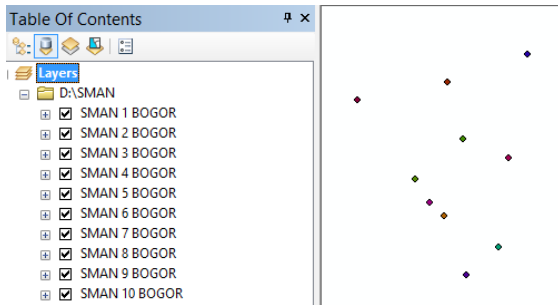 Table Of Contents
Layers
D:\SMAN
SMAN 1 BOGOR
SMAN 2 BOGOR
SMAN 3 BOGOR
SMAN 4 BOGOR
SMAN 5 BOGOR
SMAN 6 BOGOR
SMAN 7 BOGOR
SMAN 8 BOGOR
SMAN 9 BOGOR
SMAN 10 BOGOR